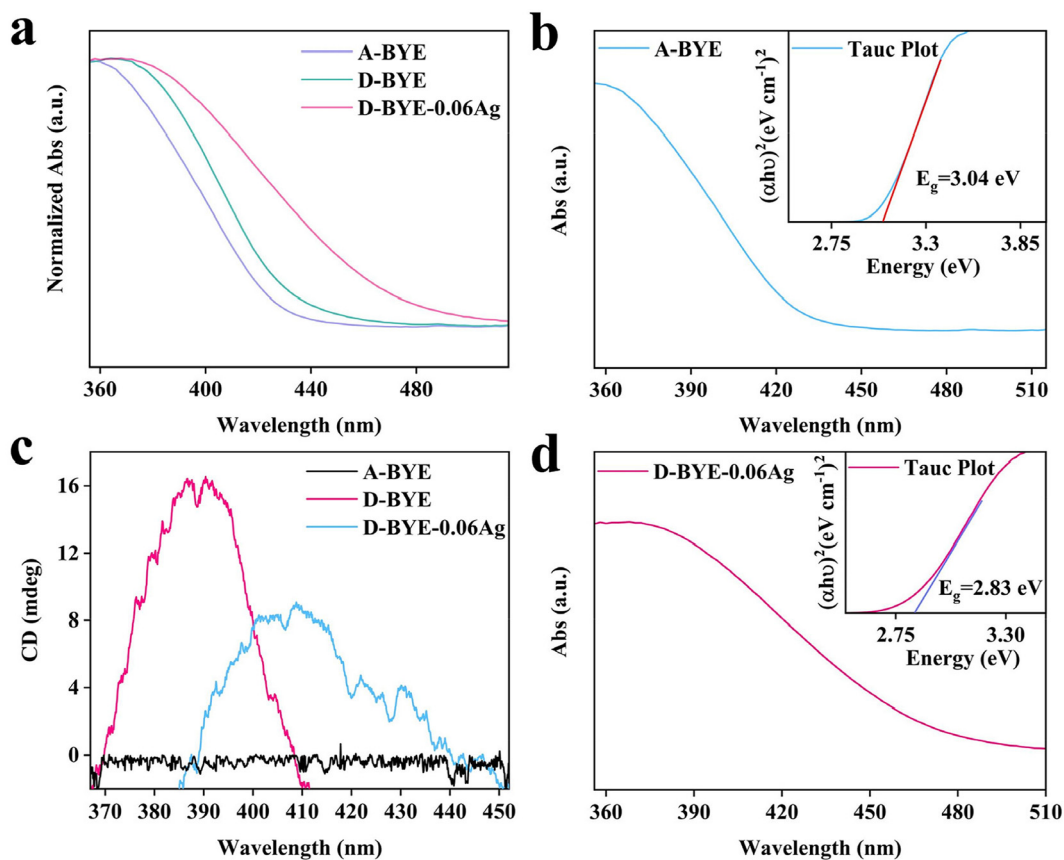 a
A-BYE
D-BYE
D-BYE-0.06Ag
Normalized Abs (a.u.)
360 400 440 480
Wavelength (nm)
b
A-BYE
Abs (a.u.)
360 390 420 450 480 510
Wavelength (nm)
Tauc Plot
(αhυ)²(eV cm⁻¹)²
E_g=3.04 eV
2.75 3.3 3.85
Energy (eV)
c
A-BYE
D-BYE
D-BYE-0.06Ag
CD (mdeg)
16
12
8
4
0
370 380 390 400 410 420 430 440 450
Wavelength (nm)
d
D-BYE-0.06Ag
Abs (a.u.)
360 390 420 450 480 510
Wavelength (nm)
Tauc Plot
(αhυ)²(eV cm⁻¹)²
E_g=2.83 eV
2.75 3.30
Energy (eV)